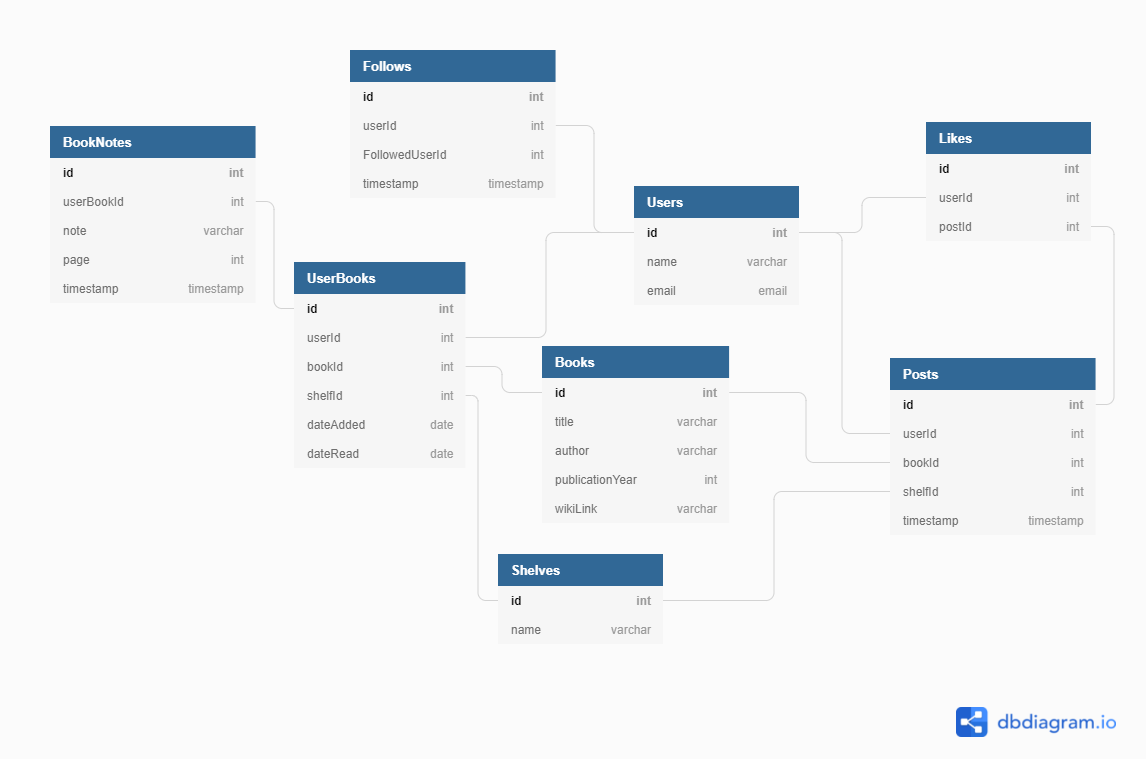 Follows
id int
userId int
FollowedUserId int
timestamp timestamp
BookNotes
id int
userBookId int
note varchar
page int
timestamp timestamp
Likes
id int
userId int
postId int
Users
id int
name varchar
email email
UserBooks
id int
userId int
bookId int
shelfId int
dateAdded date
dateRead date
Books
id int
title varchar
author varchar
publicationYear int
wikiLink varchar
Posts
id int
userId int
bookId int
shelfId int
timestamp timestamp
Shelves
id int
name varchar
dbdiagram.io